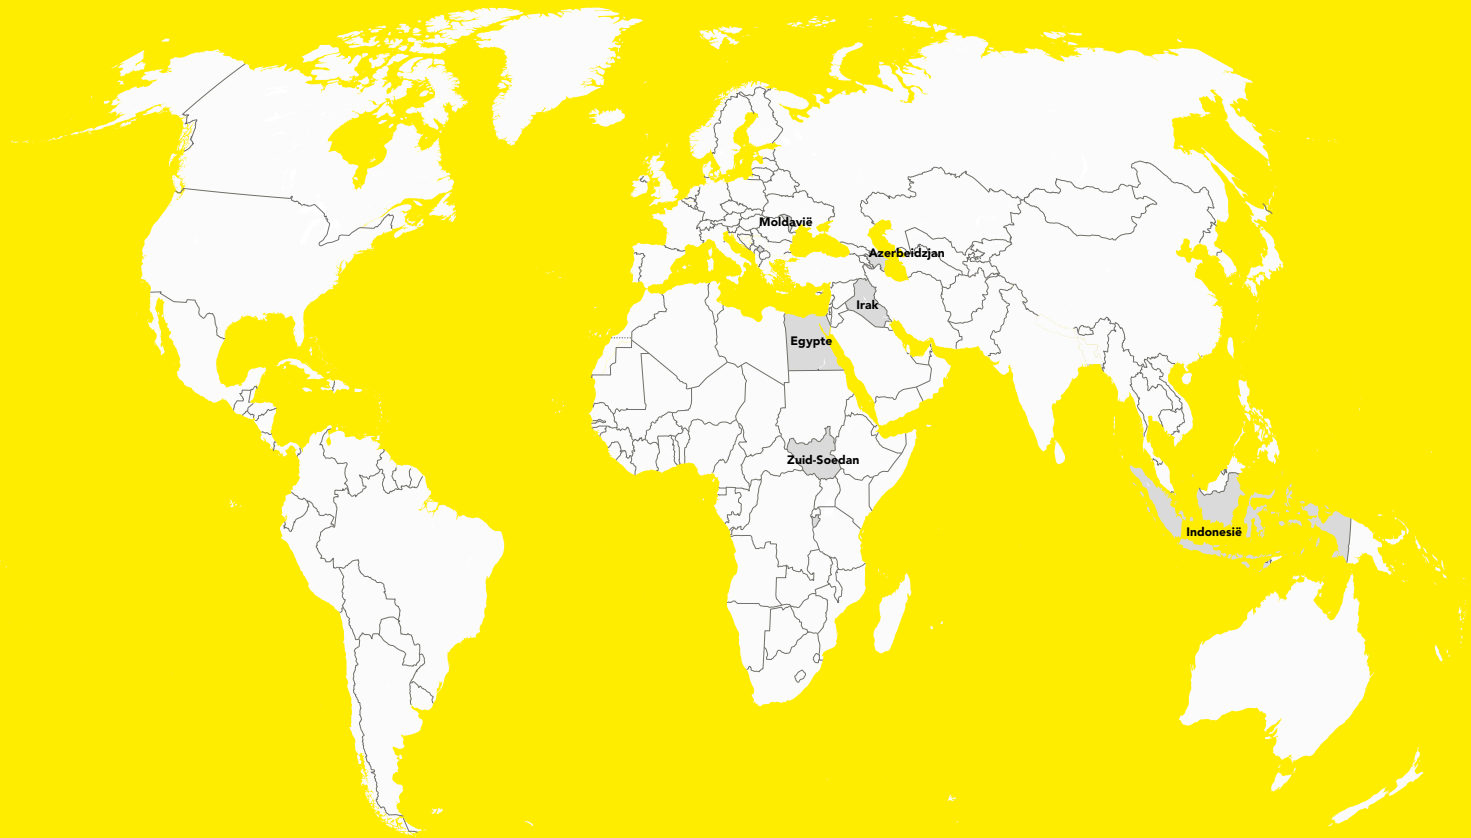 Moldavië
Azerbeidzjan
Irak
Egypte
Zuid-Soedan
Indonesië